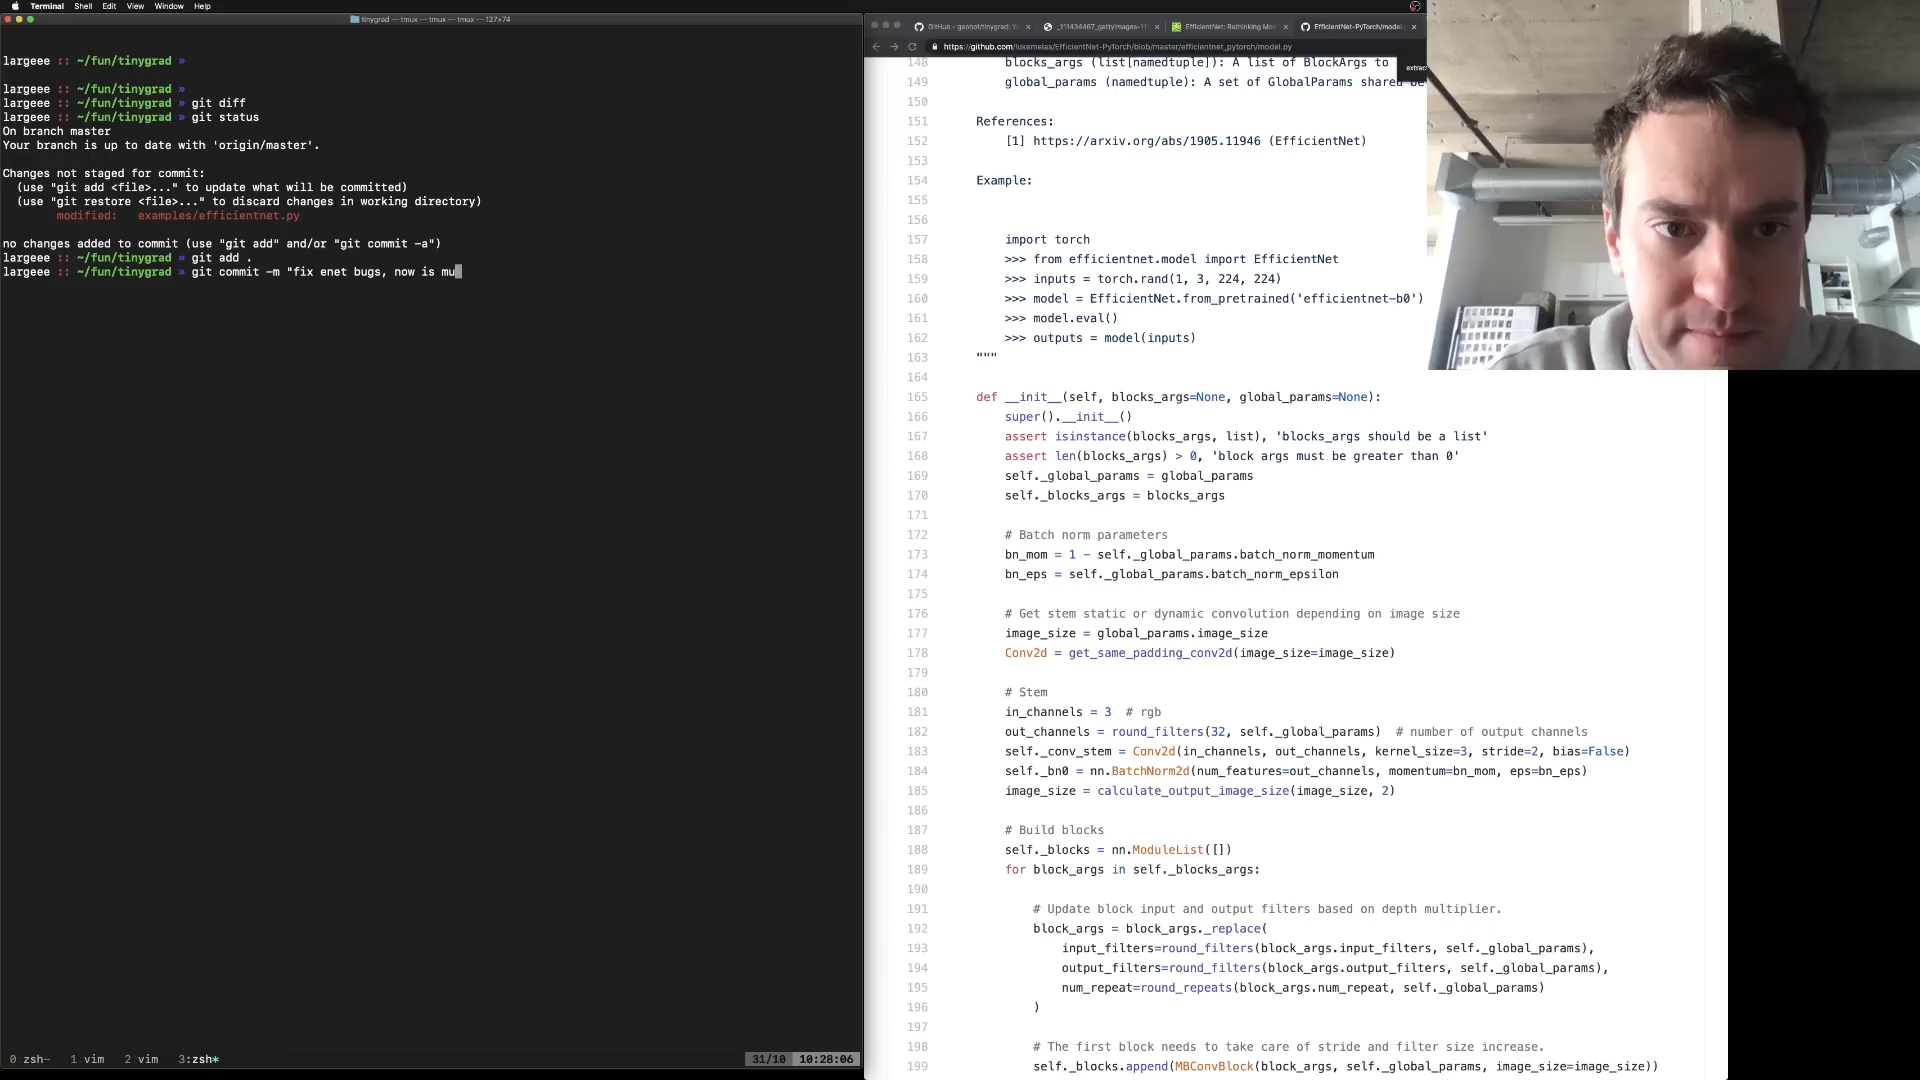 Terminal Shell Edit View Window Help
tinygrad — tmux — tmux — tmux — 127×74
largeee :: ~/fun/tinygrad »
largeee :: ~/fun/tinygrad »
largeee :: ~/fun/tinygrad » git diff
largeee :: ~/fun/tinygrad » git status
On branch master
Your branch is up to date with 'origin/master'.
Changes not staged for commit:
(use "git add <file>..." to update what will be committed)
(use "git restore <file>..." to discard changes in working directory)
modified: examples/efficientnet.py
no changes added to commit (use "git add" and/or "git commit -a")
largeee :: ~/fun/tinygrad » git add .
largeee :: ~/fun/tinygrad » git commit -m "fix enet bugs, now is mu
0 zsh- 1:vim 2:vim 3:zsh* 31/10 10:28:06
GitHub - geohot/tinygrad: Y × _111434467_gettyimages-1 × EfficientNet: Rethinking Mo × EfficientNet-PyTorch/model. ×
https://github.com/lukemelas/EfficientNet-PyTorch/blob/master/efficientnet_pytorch/model.py
148 blocks_args (list[namedtuple]): A list of BlockArgs to
extrac
149 global_params (namedtuple): A set of GlobalParams shared be
150
151 References:
152 [1] https://arxiv.org/abs/1905.11946 (EfficientNet)
153
154 Example:
155
156
157 import torch
158 >>> from efficientnet.model import EfficientNet
159 >>> inputs = torch.rand(1, 3, 224, 224)
160 >>> model = EfficientNet.from_pretrained('efficientnet-b0')
161 >>> model.eval()
162 >>> outputs = model(inputs)
163 """
164
165 def __init__(self, blocks_args=None, global_params=None):
166 super().__init__()
167 assert isinstance(blocks_args, list), 'blocks_args should be a list'
168 assert len(blocks_args) > 0, 'block args must be greater than 0'
169 self._global_params = global_params
170 self._blocks_args = blocks_args
171
172 # Batch norm parameters
173 bn_mom = 1 - self._global_params.batch_norm_momentum
174 bn_eps = self._global_params.batch_norm_epsilon
175
176 # Get stem static or dynamic convolution depending on image size
177 image_size = global_params.image_size
178 Conv2d = get_same_padding_conv2d(image_size=image_size)
179
180 # Stem
181 in_channels = 3 # rgb
182 out_channels = round_filters(32, self._global_params) # number of output channels
183 self._conv_stem = Conv2d(in_channels, out_channels, kernel_size=3, stride=2, bias=False)
184 self._bn0 = nn.BatchNorm2d(num_features=out_channels, momentum=bn_mom, eps=bn_eps)
185 image_size = calculate_output_image_size(image_size, 2)
186
187 # Build blocks
188 self._blocks = nn.ModuleList([])
189 for block_args in self._blocks_args:
190
191 # Update block input and output filters based on depth multiplier.
192 block_args = block_args._replace(
193 input_filters=round_filters(block_args.input_filters, self._global_params),
194 output_filters=round_filters(block_args.output_filters, self._global_params),
195 num_repeat=round_repeats(block_args.num_repeat, self._global_params)
196 )
197
198 # The first block needs to take care of stride and filter size increase.
199 self._blocks.append(MBConvBlock(block_args, self._global_params, image_size=image_size))